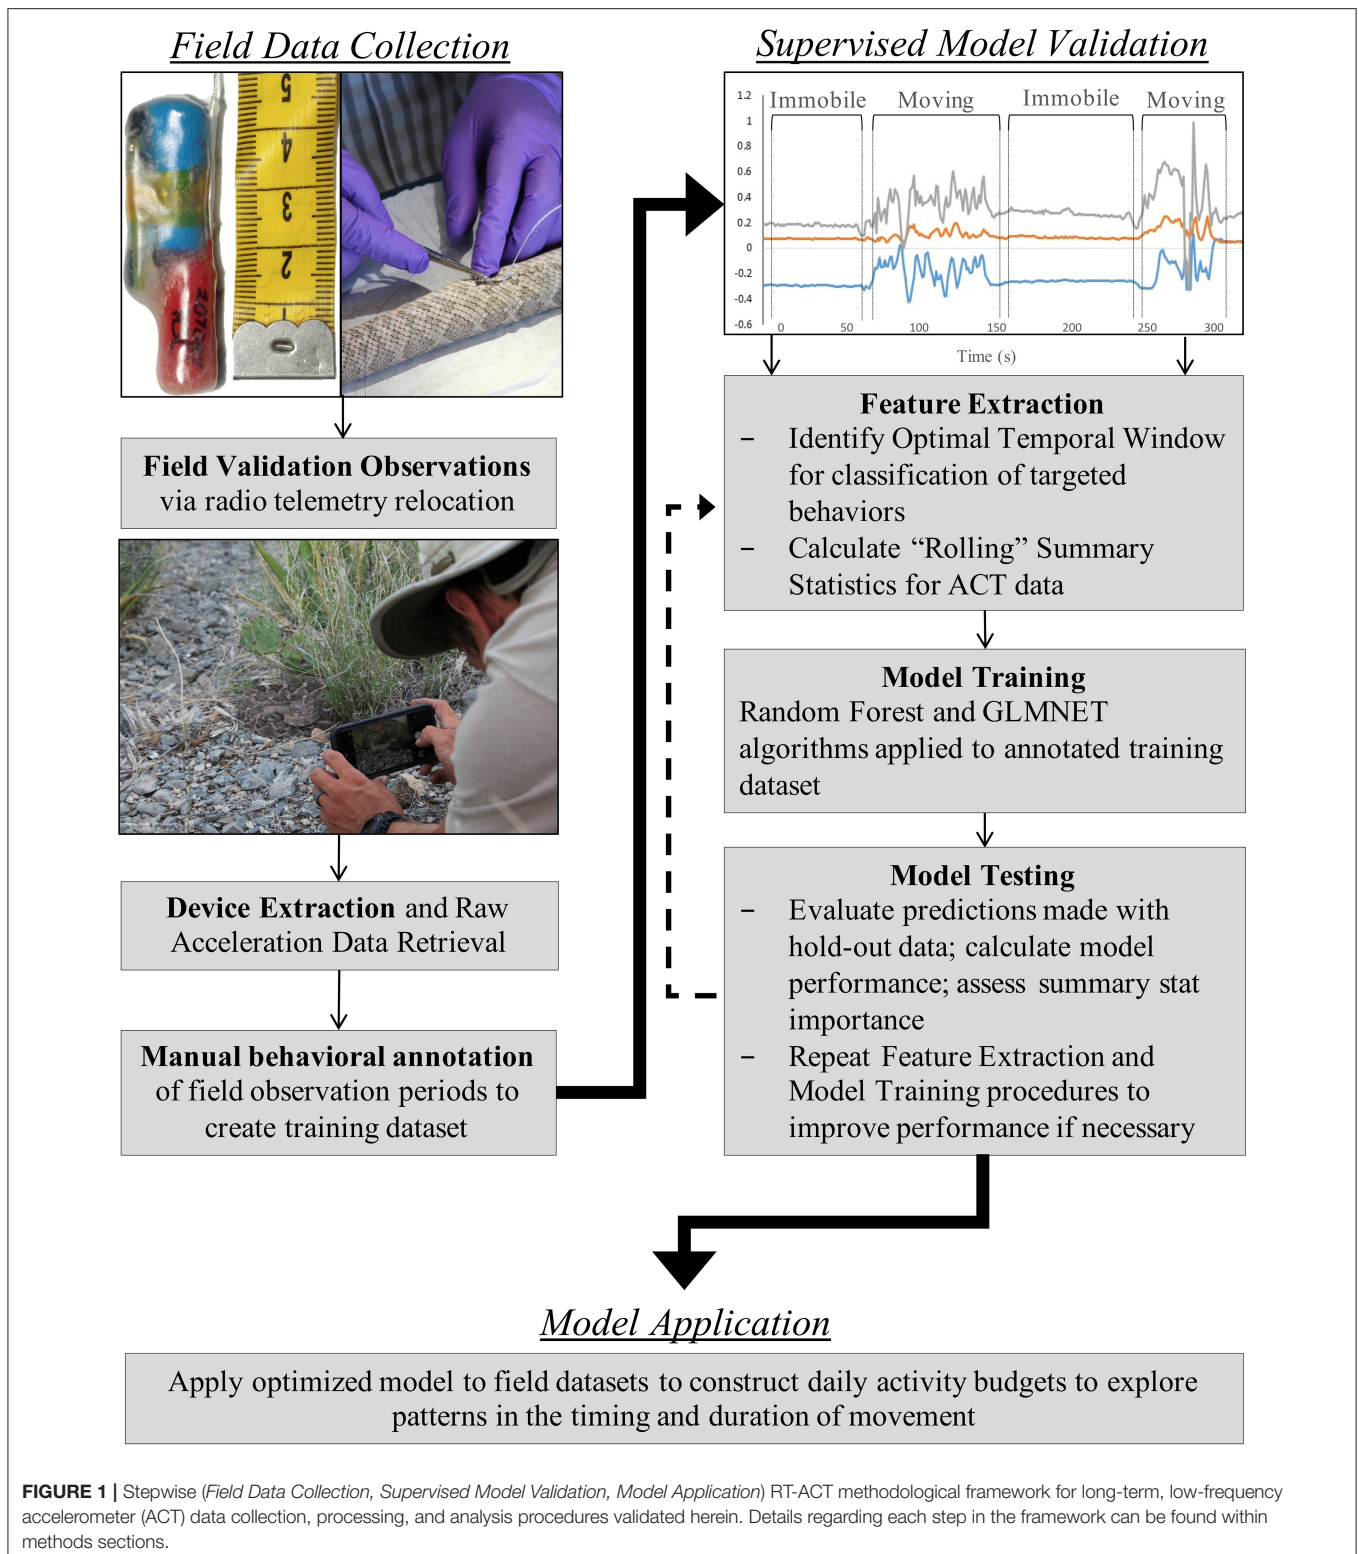 Field Data Collection
5
4
3
2
1
Field Validation Observations
via radio telemetry relocation
Device Extraction and Raw
Acceleration Data Retrieval
Manual behavioral annotation
of field observation periods to
create training dataset
Supervised Model Validation
Immobile Moving Immobile Moving
1.2
1
0.8
0.6
0.4
0.2
0
-0.2
-0.4
-0.6
0 50 100 150 200 250 300
Time (s)
Feature Extraction
– Identify Optimal Temporal Window
for classification of targeted
behaviors
– Calculate “Rolling” Summary
Statistics for ACT data
Model Training
Random Forest and GLMNET
algorithms applied to annotated training
dataset
Model Testing
– Evaluate predictions made with
hold-out data; calculate model
performance; assess summary stat
importance
– Repeat Feature Extraction and
Model Training procedures to
improve performance if necessary
Model Application
Apply optimized model to field datasets to construct daily activity budgets to explore
patterns in the timing and duration of movement
FIGURE 1 | Stepwise (Field Data Collection, Supervised Model Validation, Model Application) RT-ACT methodological framework for long-term, low-frequency
accelerometer (ACT) data collection, processing, and analysis procedures validated herein. Details regarding each step in the framework can be found within
methods sections.